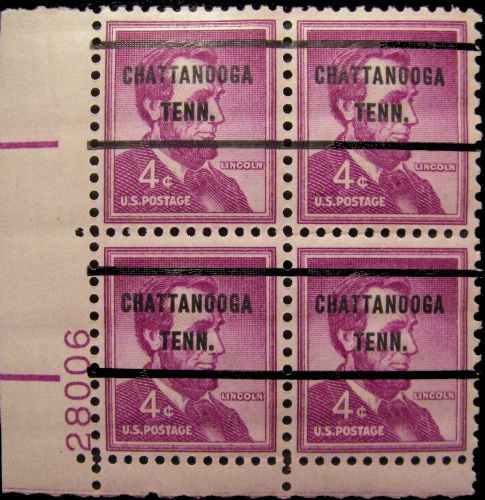 CHATTANOOGA
TENN.
LINCOLN
4¢
U.S. POSTAGE
CHATTANOOGA
TENN.
LINCOLN
4¢
U.S. POSTAGE
CHATTANOOGA
TENN.
LINCOLN
4¢
U.S. POSTAGE
CHATTANOOGA
TENN.
LINCOLN
4¢
U.S. POSTAGE
28006